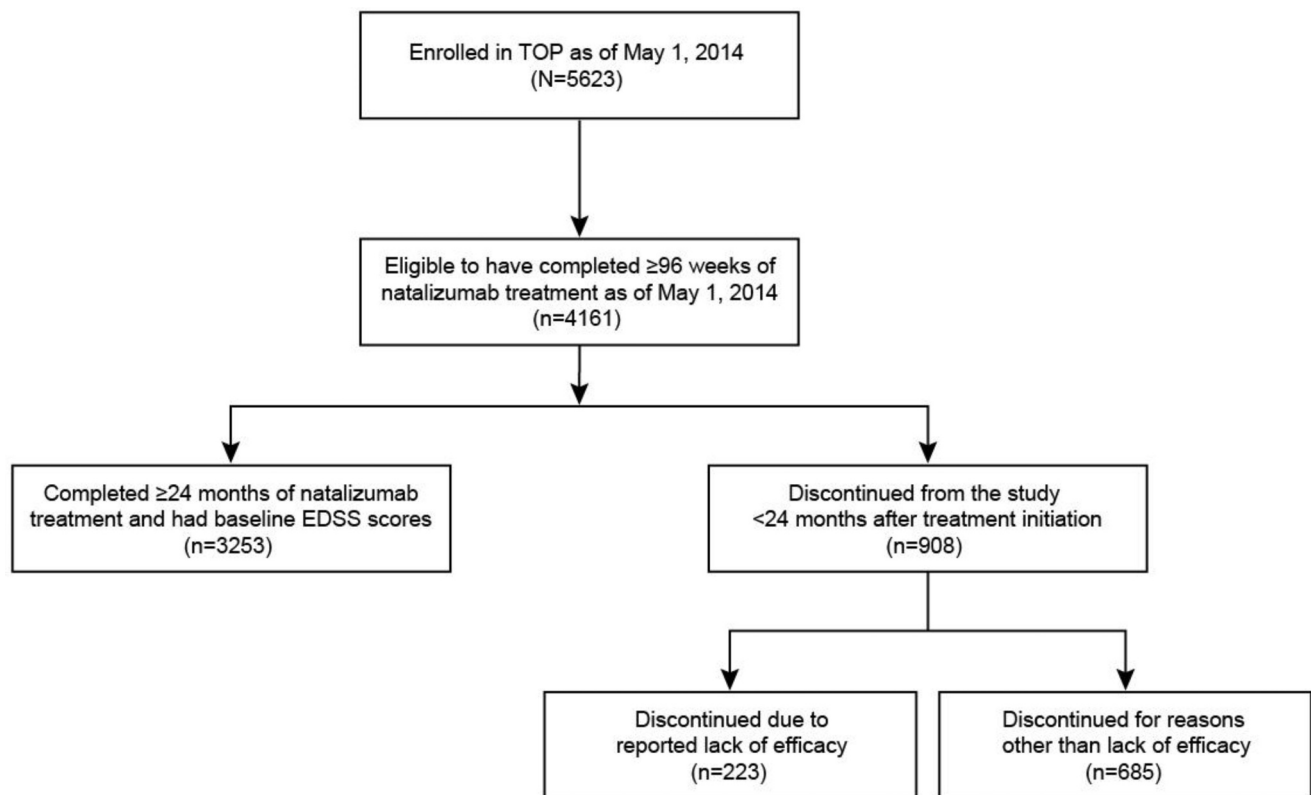 Enrolled in TOP as of May 1, 2014
(N=5623)
Eligible to have completed ≥96 weeks of
natalizumab treatment as of May 1, 2014
(n=4161)
Completed ≥24 months of natalizumab
treatment and had baseline EDSS scores
(n=3253)
Discontinued from the study
<24 months after treatment initiation
(n=908)
Discontinued due to
reported lack of efficacy
(n=223)
Discontinued for reasons
other than lack of efficacy
(n=685)